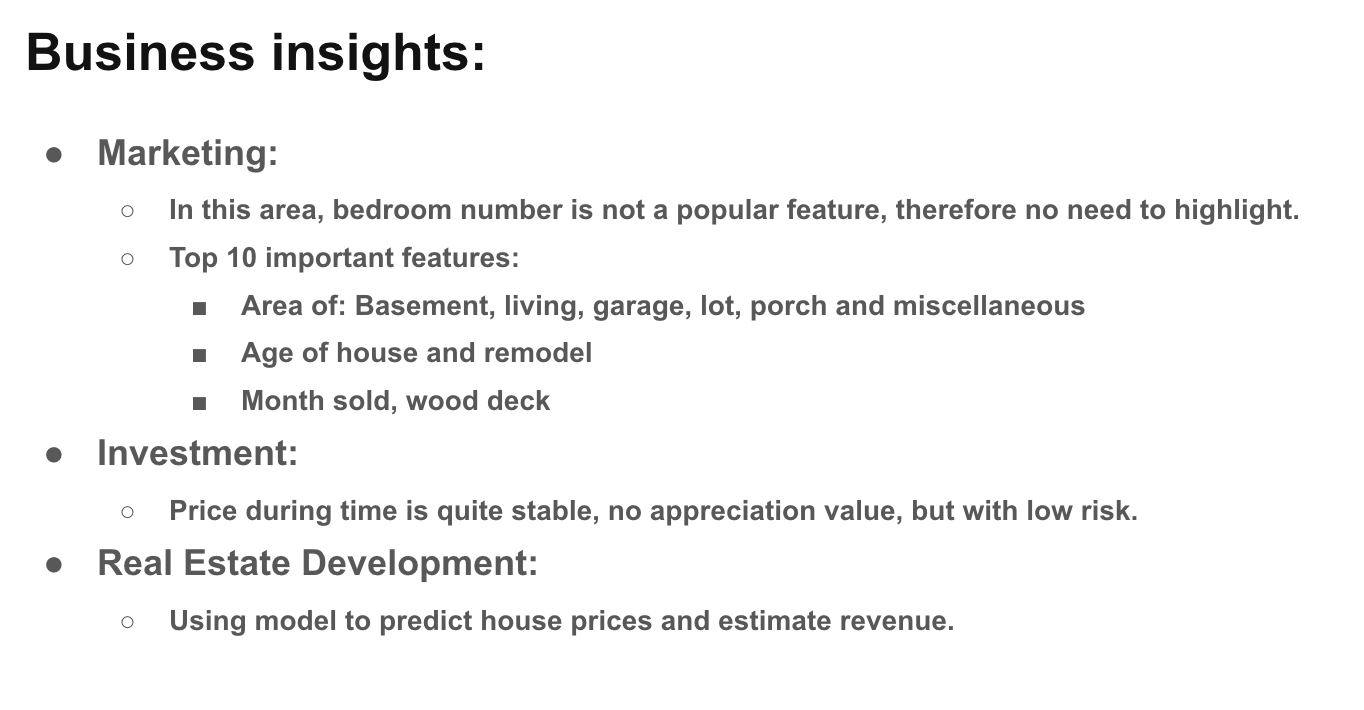 Business insights:
● Marketing:
○ In this area, bedroom number is not a popular feature, therefore no need to highlight.
○ Top 10 important features:
■ Area of: Basement, living, garage, lot, porch and miscellaneous
■ Age of house and remodel
■ Month sold, wood deck
● Investment:
○ Price during time is quite stable, no appreciation value, but with low risk.
● Real Estate Development:
○ Using model to predict house prices and estimate revenue.